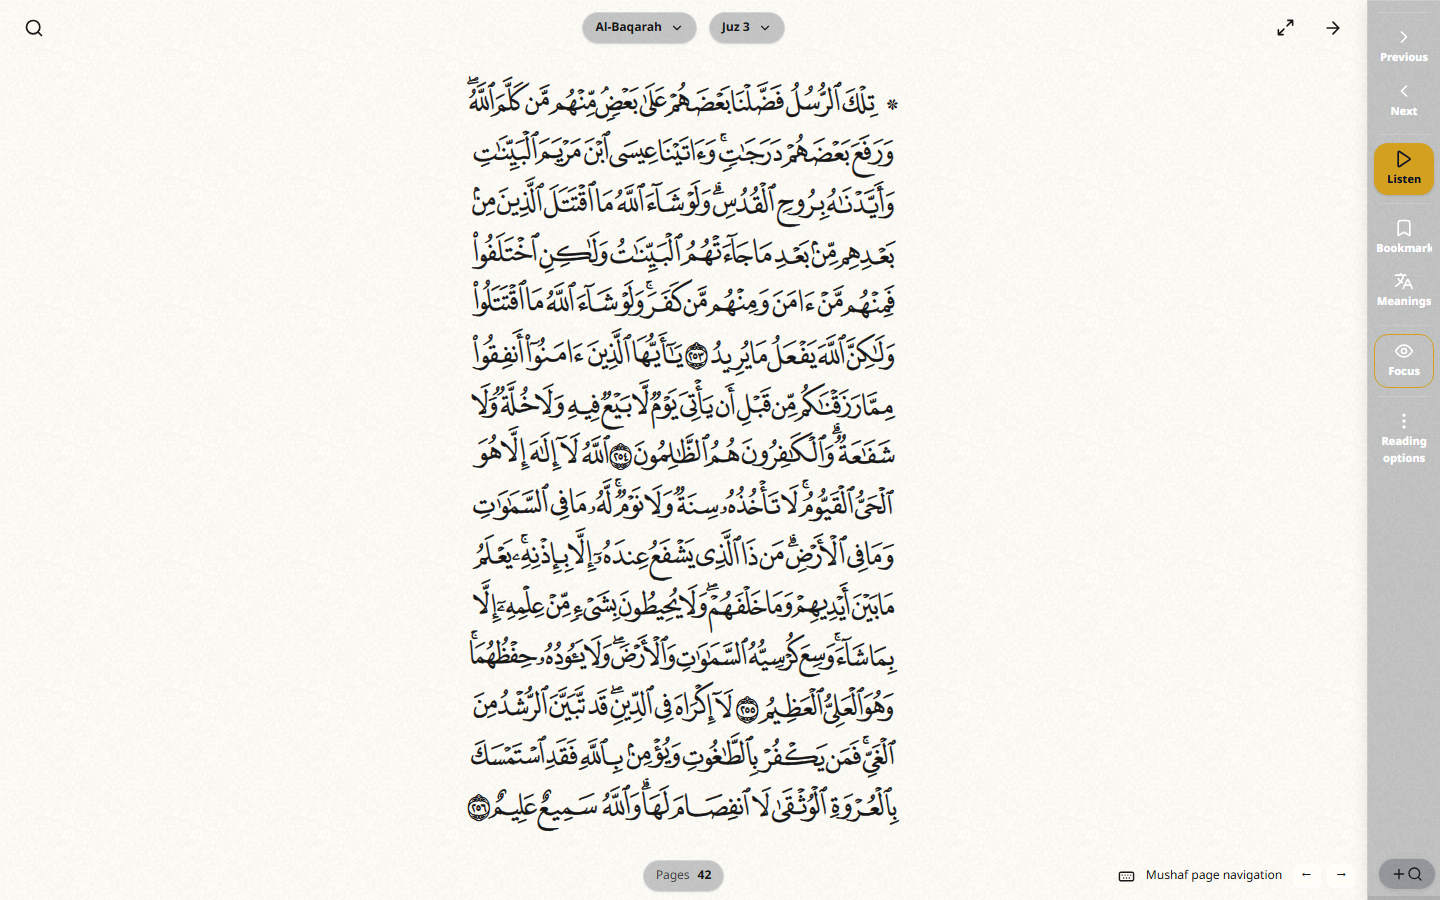 Al-Baqarah
Juz 3
Previous
Next
Listen
Bookmark
Meanings
Focus
Reading
options
۞ تِلْكَ ٱلرُّسُلُ فَضَّلْنَا بَعْضَهُمْ عَلَىٰ بَعْضٍۘ مِّنْهُم مَّن كَلَّمَ ٱللَّهُۖ
وَرَفَعَ بَعْضَهُمْ دَرَجَٰتٍۚ وَءَاتَيْنَا عِيسَى ٱبْنَ مَرْيَمَ ٱلْبَيِّنَٰتِ
وَأَيَّدْنَٰهُ بِرُوحِ ٱلْقُدُسِۗ وَلَوْ شَآءَ ٱللَّهُ مَا ٱقْتَتَلَ ٱلَّذِينَ مِنۢ
بَعْدِهِم مِّنۢ بَعْدِ مَا جَآءَتْهُمُ ٱلْبَيِّنَٰتُ وَلَٰكِنِ ٱخْتَلَفُوا۟
فَمِنْهُم مَّنْ ءَامَنَ وَمِنْهُم مَّن كَفَرَۚ وَلَوْ شَآءَ ٱللَّهُ مَا ٱقْتَتَلُوا۟
وَلَٰكِنَّ ٱللَّهَ يَفْعَلُ مَا يُرِيدُ ٢٥٣ يَٰٓأَيُّهَا ٱلَّذِينَ ءَامَنُوٓا۟ أَنفِقُوا۟
مِمَّا رَزَقْنَٰكُم مِّن قَبْلِ أَن يَأْتِىَ يَوْمٌ لَّا بَيْعٌ فِيهِ وَلَا خُلَّةٌ وَلَا
شَفَٰعَةٌۗ وَٱلْكَٰفِرُونَ هُمُ ٱلظَّٰلِمُونَ ٢٥٤ ٱللَّهُ لَآ إِلَٰهَ إِلَّا هُوَ
ٱلْحَىُّ ٱلْقَيُّومُۚ لَا تَأْخُذُهُۥ سِنَةٌ وَلَا نَوْمٌۚ لَّهُۥ مَا فِى ٱلسَّمَٰوَٰتِ
وَمَا فِى ٱلْأَرْضِۗ مَن ذَا ٱلَّذِى يَشْفَعُ عِندَهُۥٓ إِلَّا بِإِذْنِهِۦۚ يَعْلَمُ
مَا بَيْنَ أَيْدِيهِمْ وَمَا خَلْفَهُمْۖ وَلَا يُحِيطُونَ بِشَىْءٍ مِّنْ عِلْمِهِۦٓ إِلَّا
بِمَا شَآءَۚ وَسِعَ كُرْسِيُّهُ ٱلسَّمَٰوَٰتِ وَٱلْأَرْضَۖ وَلَا يَـُٔودُهُۥ حِفْظُهُمَاۚ
وَهُوَ ٱلْعَلِىُّ ٱلْعَظِيمُ ٢٥٥ لَآ إِكْرَاهَ فِى ٱلدِّينِۖ قَد تَّبَيَّنَ ٱلرُّشْدُ مِنَ
ٱلْغَىِّۚ فَمَن يَكْفُرْ بِٱلطَّٰغُوتِ وَيُؤْمِنۢ بِٱللَّهِ فَقَدِ ٱسْتَمْسَكَ
بِٱلْعُرْوَةِ ٱلْوُثْقَىٰ لَا ٱنفِصَامَ لَهَاۗ وَٱللَّهُ سَمِيعٌ عَلِيمٌ ٢٥٦
Pages 42
Mushaf page navigation ← →